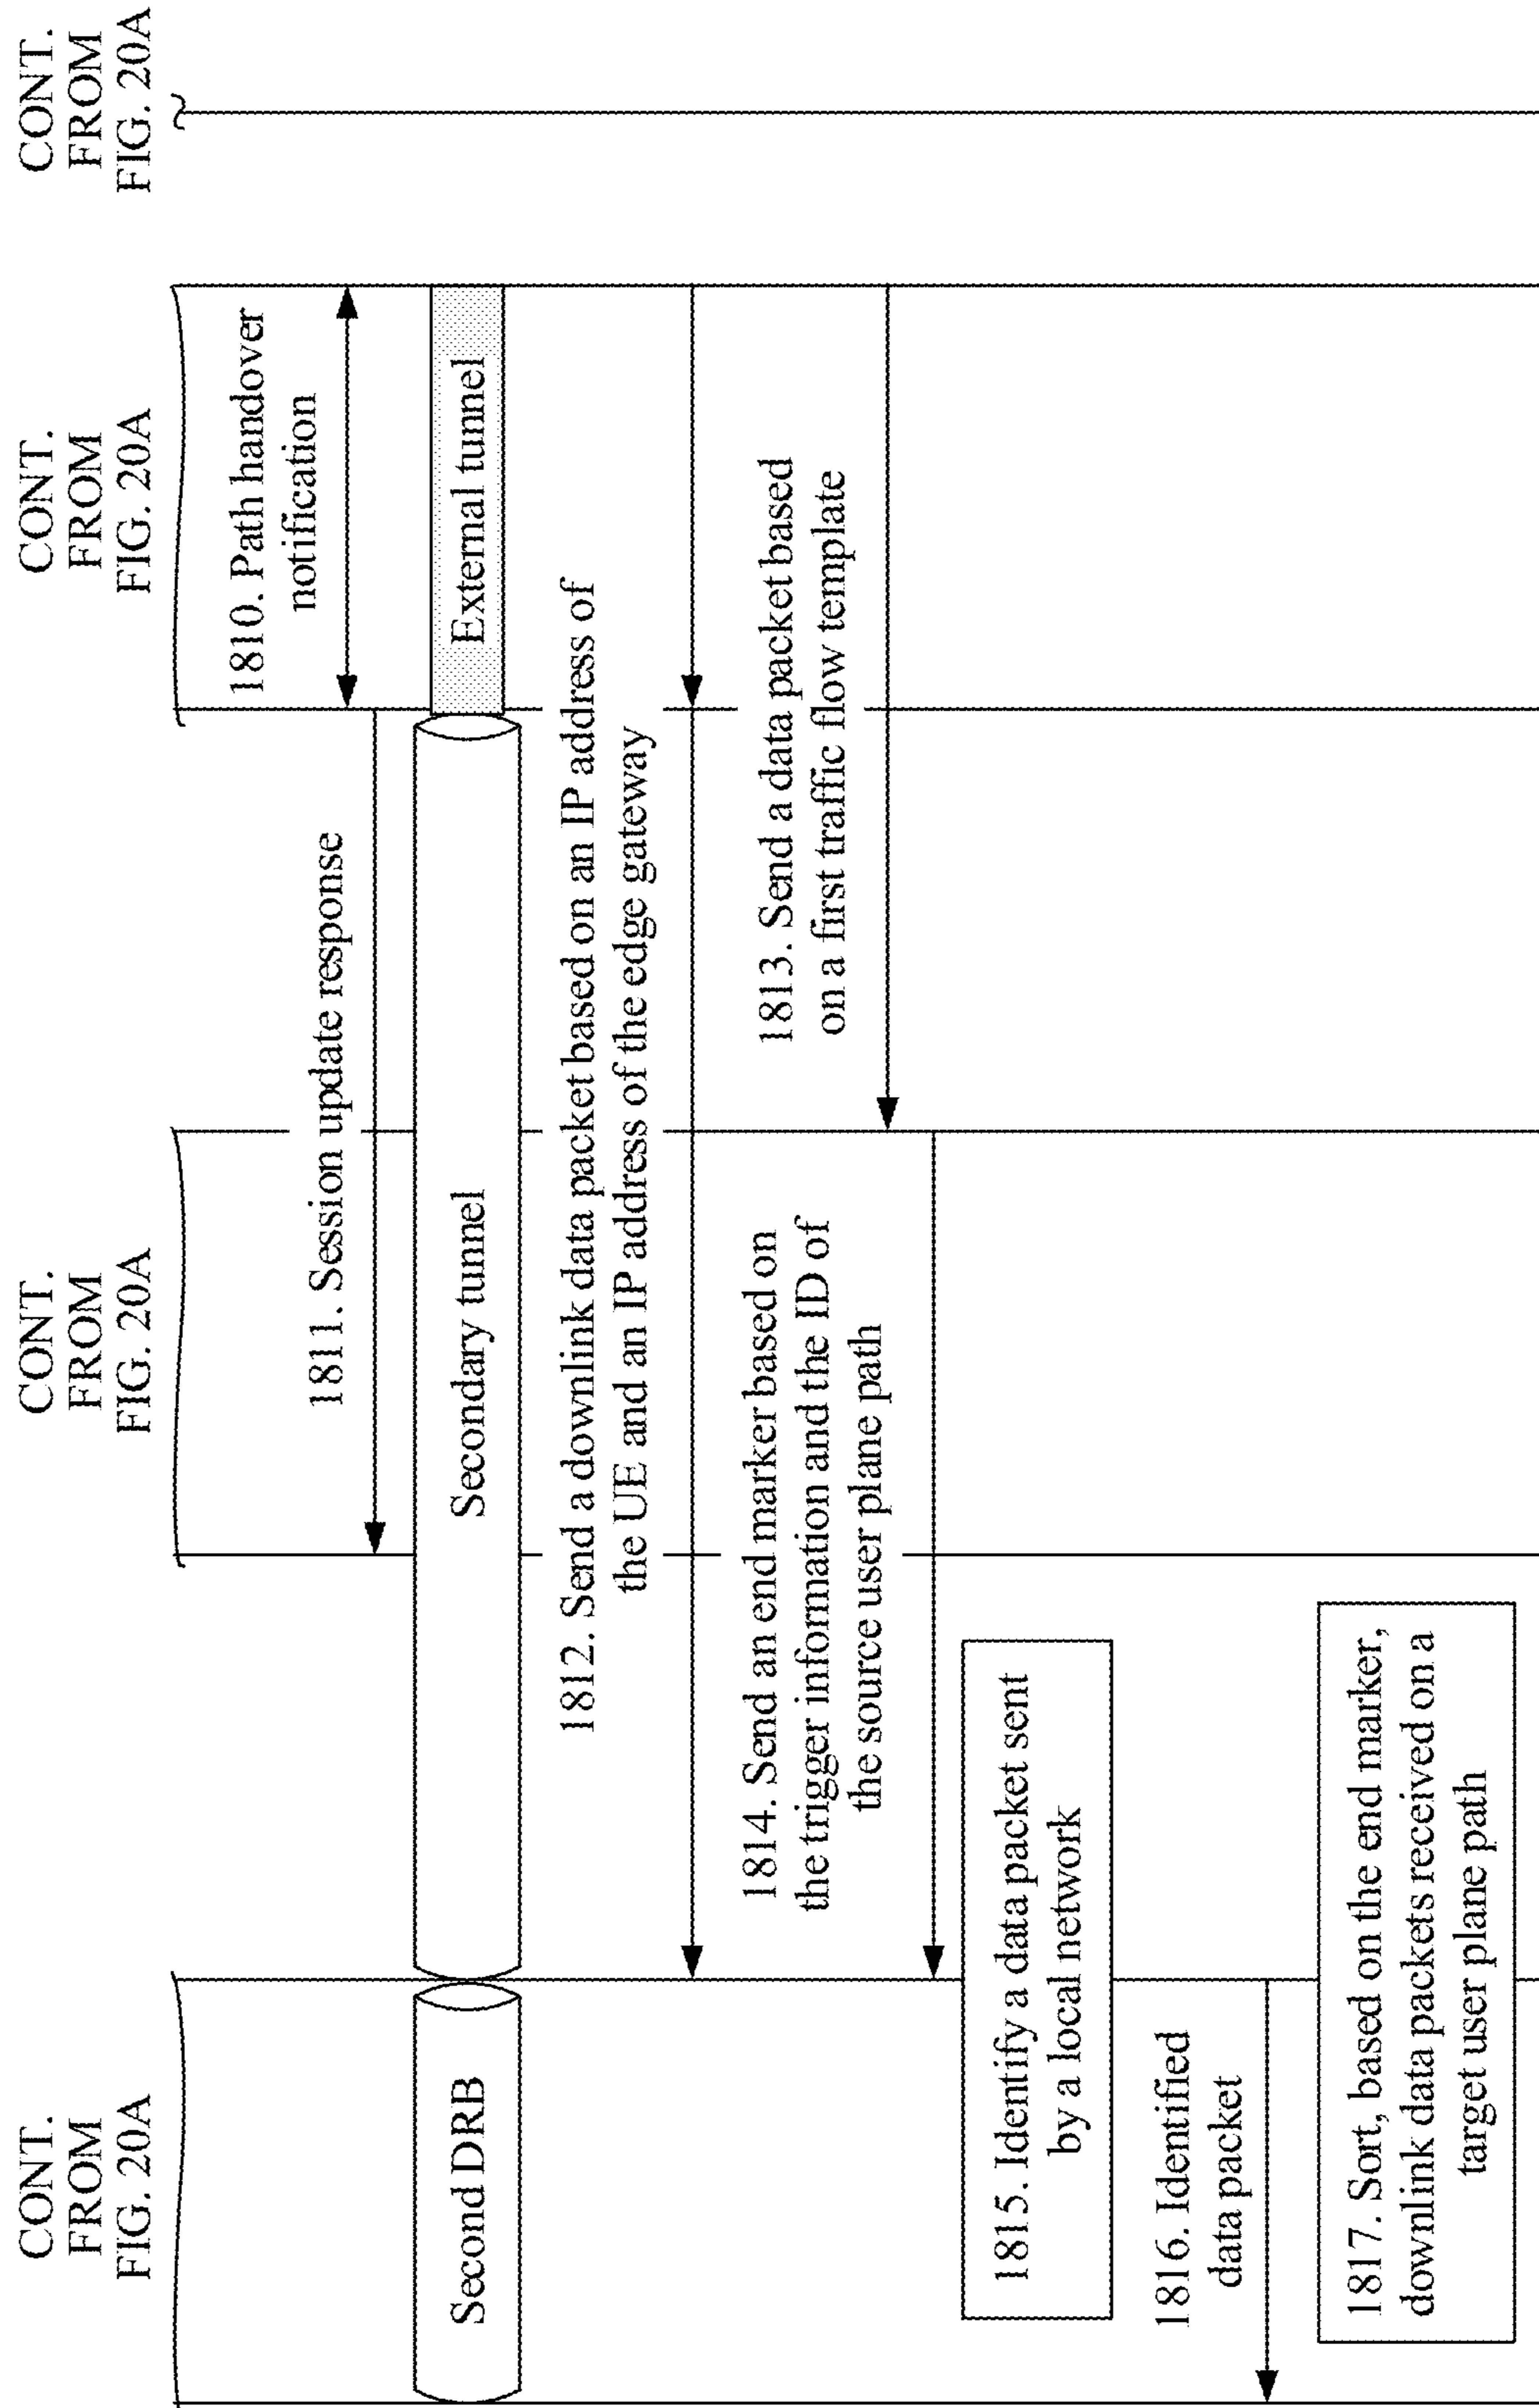 CONT.
FROM
FIG. 20A
CONT.
FROM
FIG. 20A
CONT.
FROM
FIG. 20A
CONT.
FROM
FIG. 20A
1810. Path handover
notification
1811. Session update response
Second DRB
Secondary tunnel
External tunnel
1812. Send a downlink data packet based on an IP address of
the UE and an IP address of the edge gateway
1813. Send a data packet based
on a first traffic flow template
1814. Send an end marker based on
the trigger information and the ID of
the source user plane path
1815. Identify a data packet sent
by a local network
1816. Identified
data packet
1817. Sort, based on the end marker,
downlink data packets received on a
target user plane path